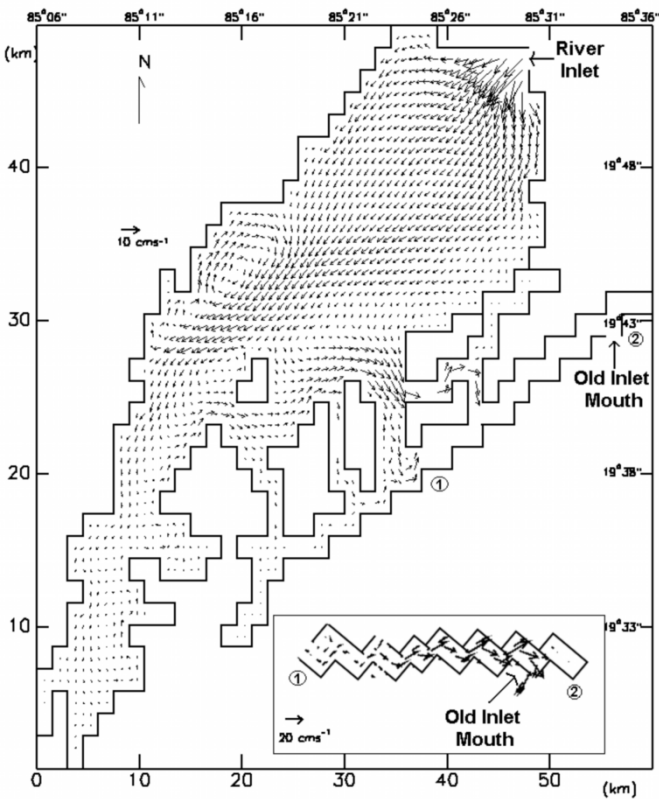 85°06" 85°11" 85°16" 85°21" 85°26" 85°31" 85°36"
(km)
N
River
Inlet
40
19°48"
10 cms⁻¹
30
19°43"
②
Old Inlet
Mouth
20
19°38"
①
10
19°33"
①
②
Old Inlet
Mouth
20 cms⁻¹
0 10 20 30 40 50 (km)